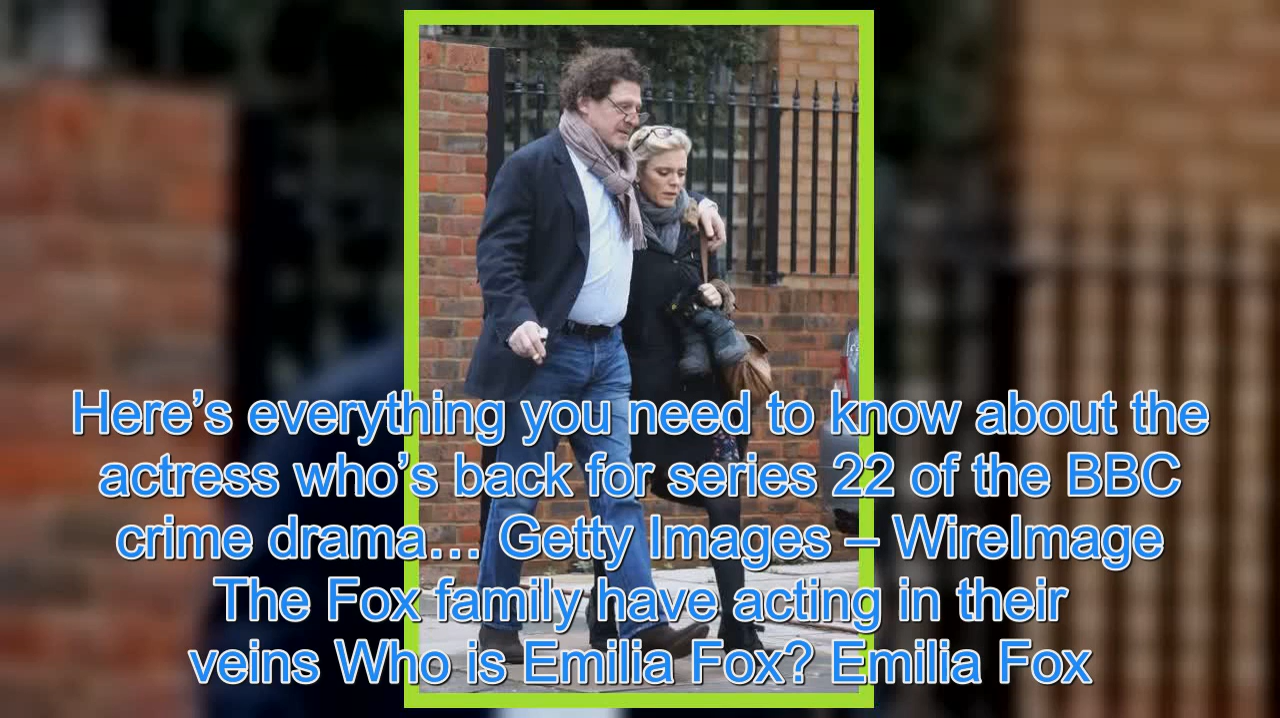 Here’s everything you need to know about the
actress who’s back for series 22 of the BBC
crime drama… Getty Images – WireImage
The Fox family have acting in their
veins Who is Emilia Fox? Emilia Fox